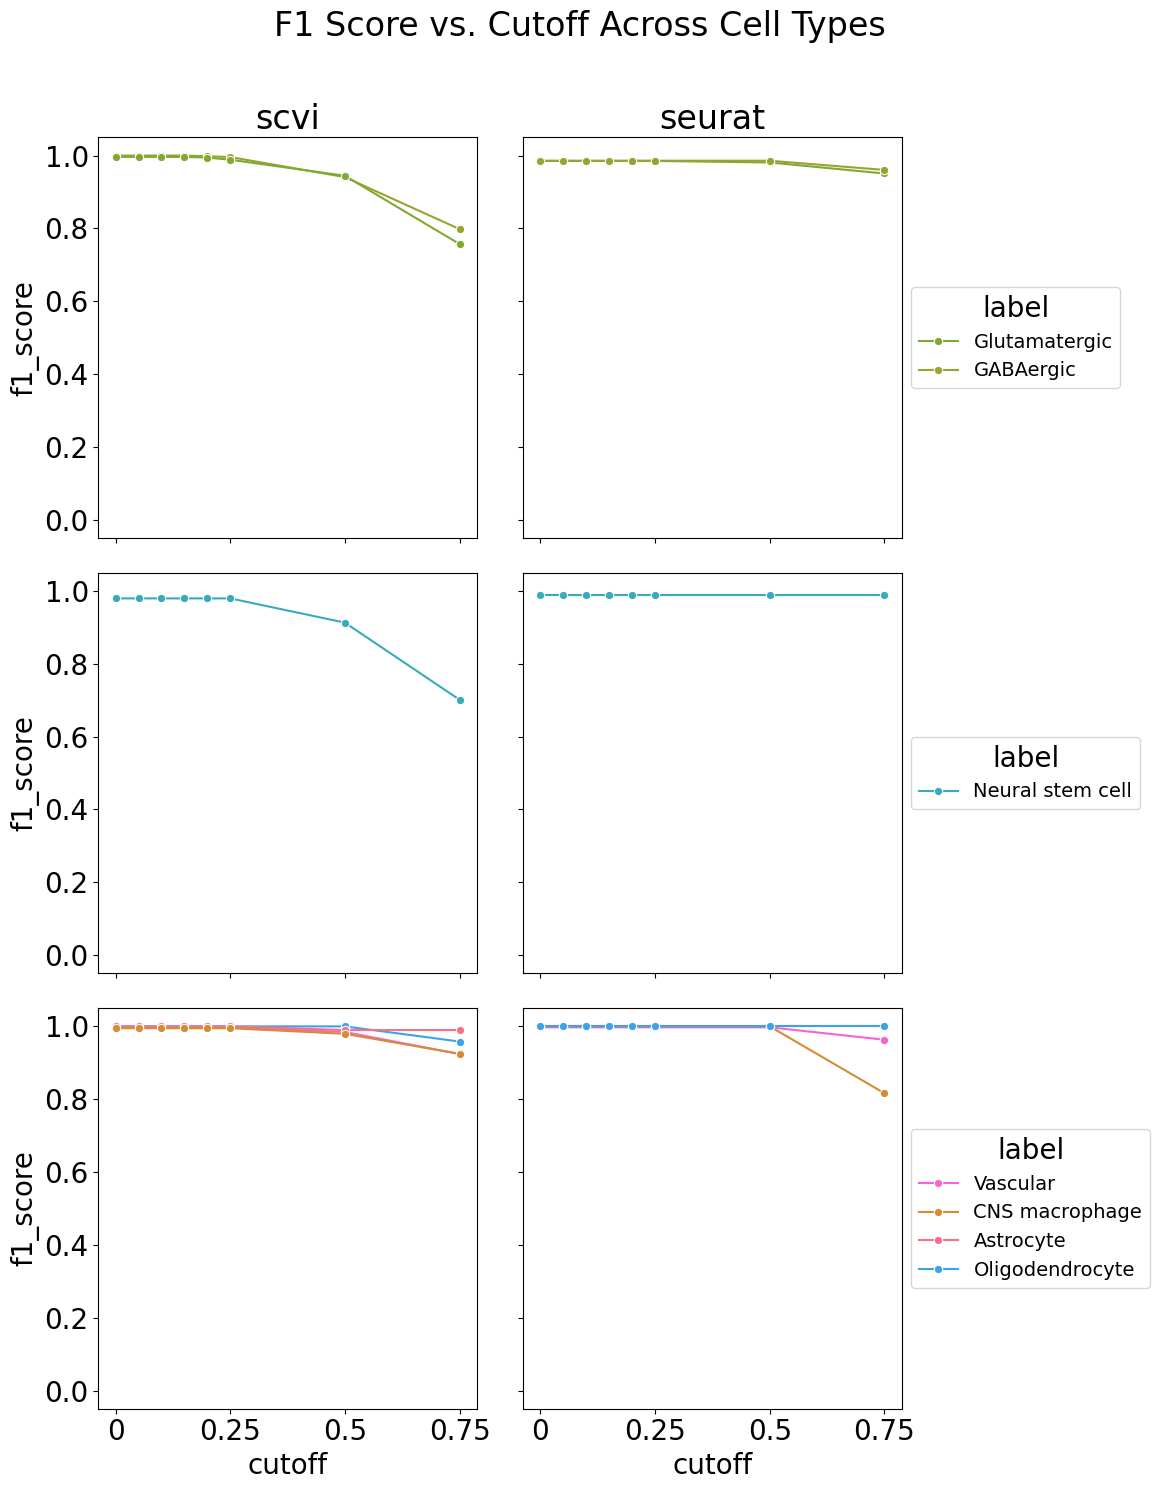 F1 Score vs. Cutoff Across Cell Types
scvi
seurat
1.0
0.8
0.6
0.4
0.2
0.0
f1_score
label
Glutamatergic
GABAergic
1.0
0.8
0.6
0.4
0.2
0.0
f1_score
label
Neural stem cell
1.0
0.8
0.6
0.4
0.2
0.0
f1_score
label
Vascular
CNS macrophage
Astrocyte
Oligodendrocyte
0 0.25 0.5 0.75
cutoff
0 0.25 0.5 0.75
cutoff